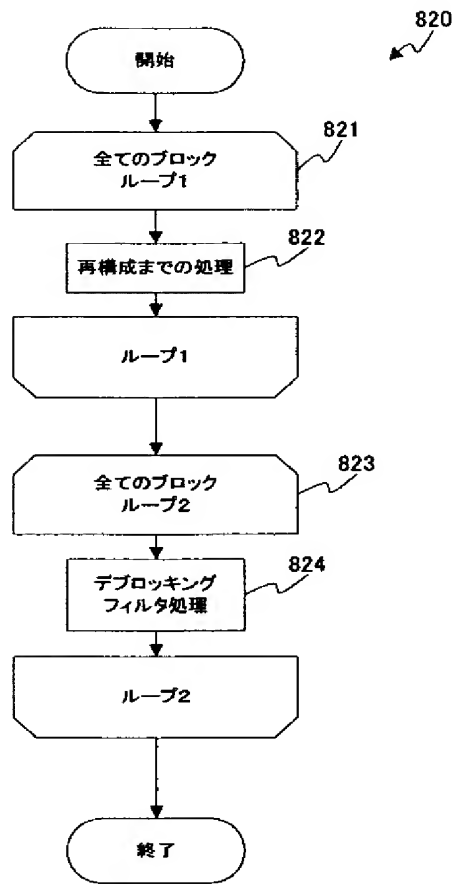 820
開始
821
全てのブロック
ループ1
822
再構成までの処理
ループ1
823
全てのブロック
ループ2
824
デブロッキング
フィルタ処理
ループ2
終了